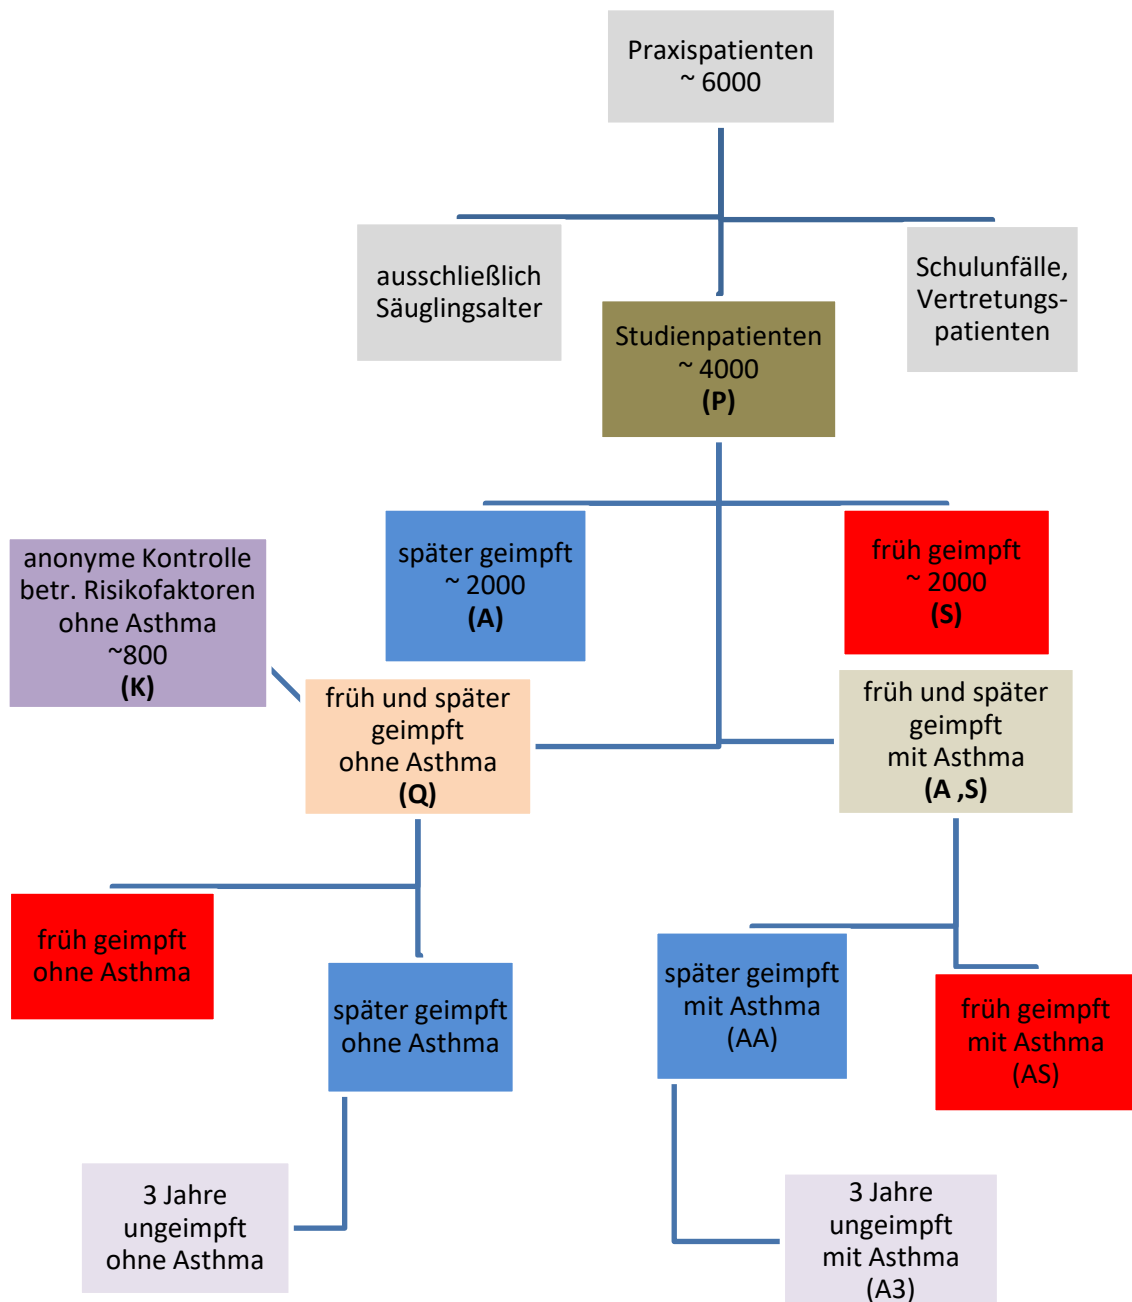 Praxispatienten
~ 6000
ausschließlich
Säuglingsalter
Schulunfälle,
Vertretungs-
patienten
Studienpatienten
~ 4000
(P)
anonyme Kontrolle
betr. Risikofaktoren
ohne Asthma
~800
(K)
später geimpft
~ 2000
(A)
früh geimpft
~ 2000
(S)
früh und später
geimpft
ohne Asthma
(Q)
früh und später
geimpft
mit Asthma
(A ,S)
früh geimpft
ohne Asthma
später geimpft
ohne Asthma
später geimpft
mit Asthma
(AA)
früh geimpft
mit Asthma
(AS)
3 Jahre
ungeimpft
ohne Asthma
3 Jahre
ungeimpft
mit Asthma
(A3)